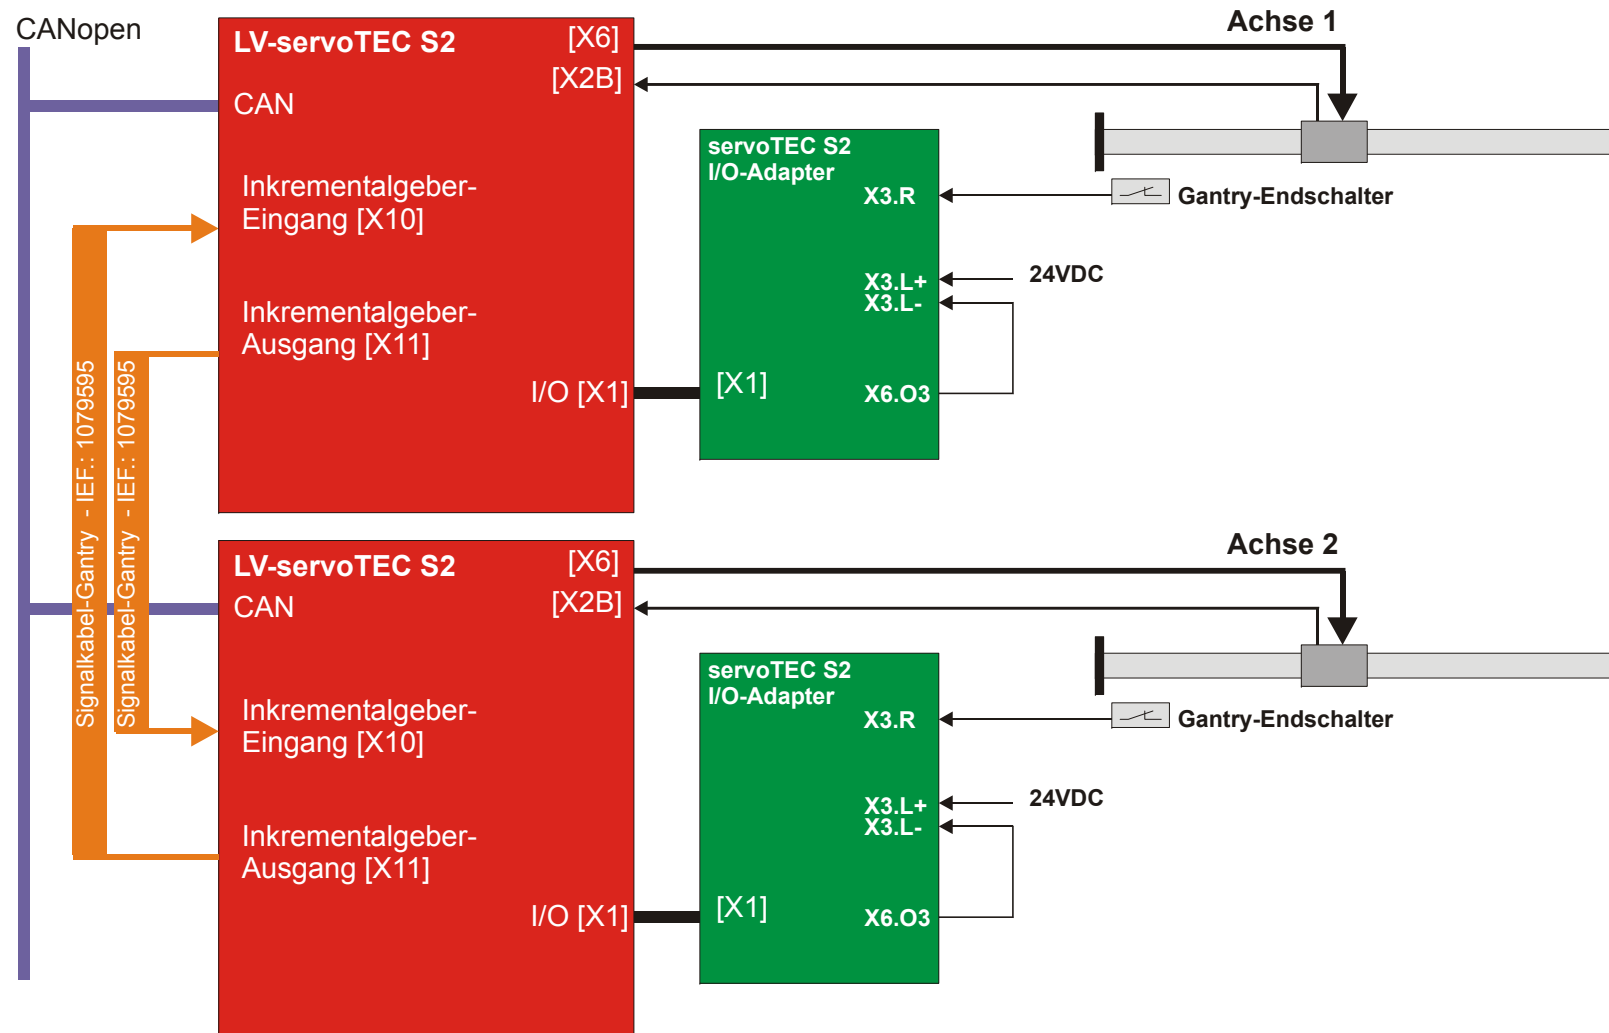 CANopen
LV-servoTEC S2
[X6]
[X2B]
CAN
Inkrementalgeber-
Eingang [X10]
Inkrementalgeber-
Ausgang [X11]
I/O [X1]
servoTEC S2
I/O-Adapter
X3.R
X3.L+
X3.L-
[X1]
X6.O3
Achse 1
Gantry-Endschalter
24VDC
Signalkabel-Gantry - IEF.: 1079595
Signalkabel-Gantry - IEF.: 1079595
LV-servoTEC S2
[X6]
[X2B]
CAN
Inkrementalgeber-
Eingang [X10]
Inkrementalgeber-
Ausgang [X11]
I/O [X1]
servoTEC S2
I/O-Adapter
X3.R
X3.L+
X3.L-
[X1]
X6.O3
Achse 2
Gantry-Endschalter
24VDC